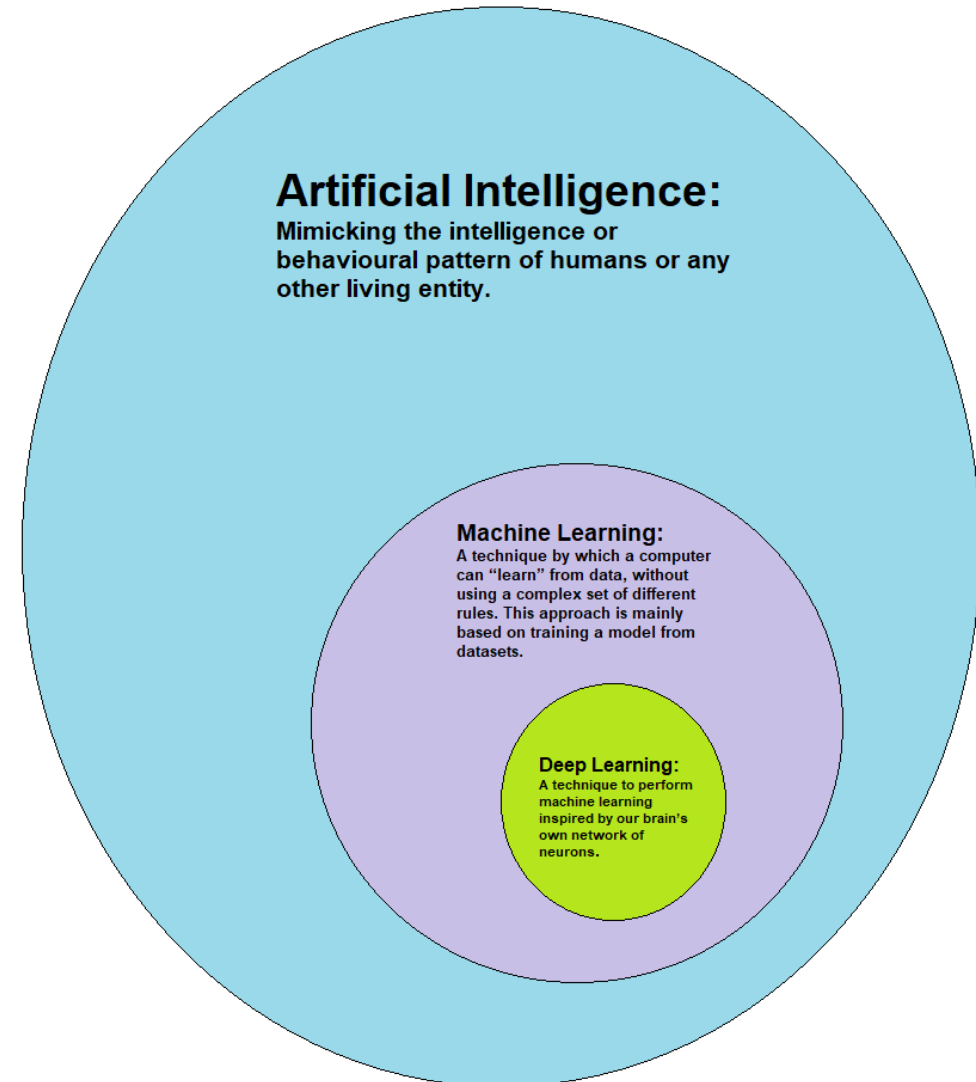 Artificial Intelligence:
Mimicking the intelligence or
behavioural pattern of humans or any
other living entity.
Machine Learning:
A technique by which a computer
can “learn” from data, without
using a complex set of different
rules. This approach is mainly
based on training a model from
datasets.
Deep Learning:
A technique to perform
machine learning
inspired by our brain's
own network of
neurons.